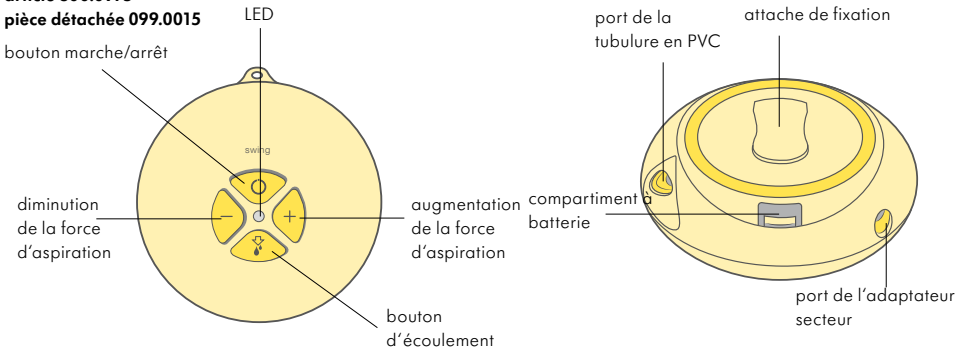 article
pièce détachée 099.0015
LED
bouton marche/arrêt
swing
diminution
de la force
d'aspiration
augmentation
de la force
d'aspiration
bouton
d'écoulement
port de la
tubulure en PVC
attache de fixation
compartiment à
batterie
port de l'adaptateur
secteur